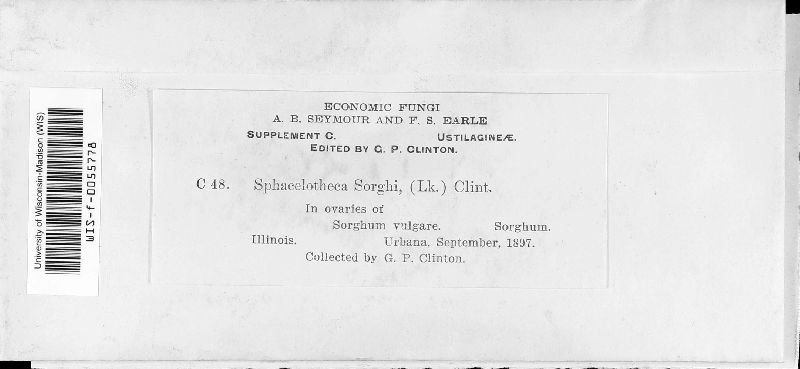 University of Wisconsin-Madison (WIS)
WIS-f-0055778
ECONOMIC FUNGI
A. B. SEYMOUR AND F. S. EARLE
SUPPLEMENT C. USTILAGINEÆ.
EDITED BY G. P. CLINTON.
C 48. Sphacelotheca Sorghi, (Lk.) Clint.
In ovaries of
Sorghum vulgare. Sorghum.
Illinois. Urbana, September, 1897.
Collected by G. P. Clinton.